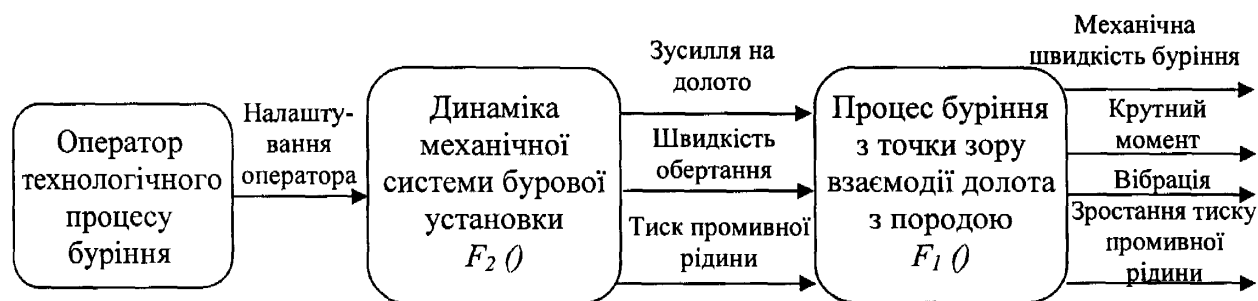 Оператор
технологічного
процесу
буріння
Налашту-
вання
оператора
Динаміка
механічної
системи бурової
установки
F₂ ()
Зусилля на
долото
Швидкість
обертання
Тиск промивної
рідини
Процес буріння
з точки зору
взаємодії долота
з породою
F₁ ()
Механічна
швидкість буріння
Крутний
момент
Вібрація
Зростання тиску
промивної
рідини